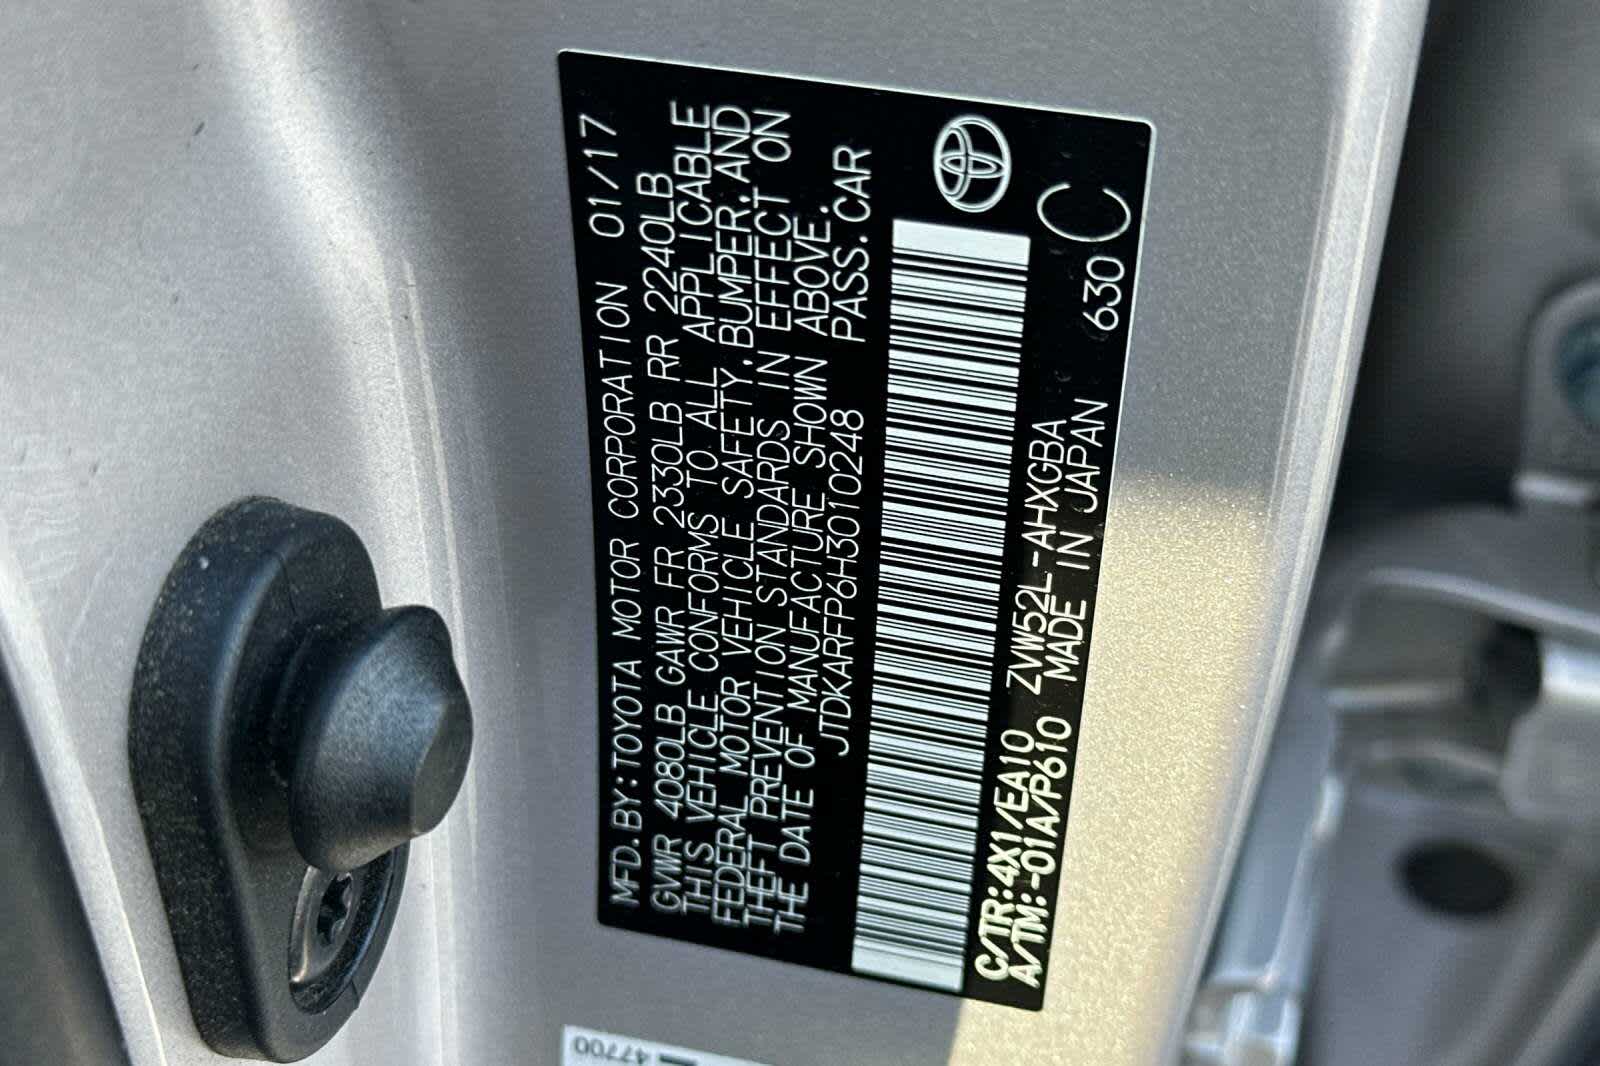 MFD.BY:TOYOTA MOTOR CORPORATION 01/17
GVWR 4080LB GAWR FR 2330LB RR 2240LB
THIS VEHICLE CONFORMS TO ALL APPLICABLE
FEDERAL MOTOR VEHICLE SAFETY,BUMPER,AND
THEFT PREVENTION STANDARDS IN EFFECT ON
THE DATE OF MANUFACTURE SHOWN ABOVE.
JTDKARFP6H3010248 PASS.CAR
C/TR:4X1/EA10 ZVW52L-AHXGBA
A/TM:-01A/P610 MADE IN JAPAN 630 C
47700